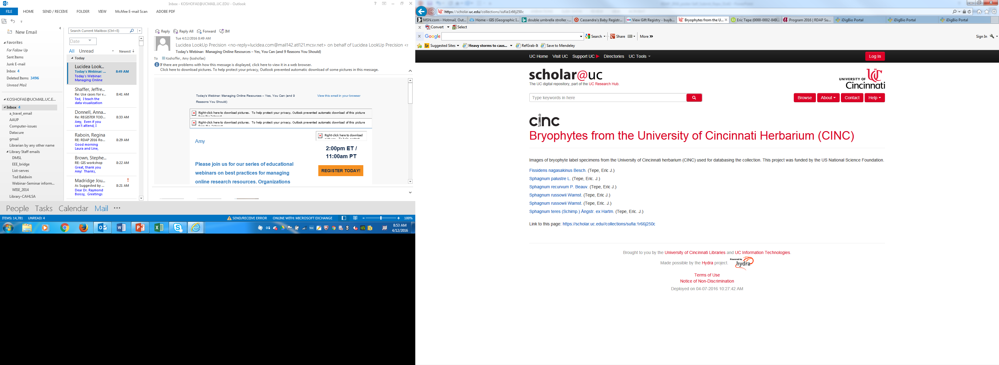 Inbox - KOSHOFAE@UCMAIL.UC.EDU - Outlook
FILE HOME SEND / RECEIVE FOLDER VIEW McAfee E-mail Scan ADOBE PDF
New Email
Favorites
For Follow Up
Sent Items
Junk E-mail
Inbox 4
Deleted Items 3496
Unread Mail
KOSHOFAE@UCMAIL.UC.E...
Inbox 4
a_travel_email
AAUP
Computer-issues
Datacure
gmail
Librarian by any other name
Library Staff emails
DMSL
EEE_bridge
List-serves
Ted Baldwin
Webinar-Seminar inform...
WISE_2014
Library-CAHLSA
Search Current Mailbox (Ctrl+E)
Date
All Unread Newest
Today
Lucidea Look...
Today's Webinar: ... 8:49 AM
Today's Webinar:
Managing Online
Shaffer, Jeffre...
Re: Use cases for v... 8:41 AM
Ted, I teach the
data visualization
Donnell, Anna...
Re: REGISTER TOD... 8:33 AM
Amy, Even if you
can't attend, I
Raboin, Regina
RE: RDAP 2016 Ro... 8:29 AM
Good morning
Laura and Line,
Brown, Stephe...
RE: GIS workshop 8:22 AM
Great, thank you
Amy! Thanks,
Madridge Jou... !
As Suggested by ... 8:21 AM
Dear Dr. Raymond
Boissy, Greetings
Reply Reply All Forward IM
Tue 4/12/2016 8:49 AM
Lucidea LookUp Precision <no-reply=lucidea.com@mail142.atl121.mcsv.net> on behalf of Lucidea LookUp Precision <r
Today's Webinar: Managing Online Resources – Yes, You Can (and 9 Reasons You Should)
To Koshoffer, Amy (koshofae)
If there are problems with how this message is displayed, click here to view it in a web browser.
Click here to download pictures. To help protect your privacy, Outlook prevented automatic download of some pictures in this message.
Today's Webinar: Managing Online Resources – Yes, You Can (and 9
Reasons You Should)
View this email in your browser
Right-click here to download pictures. To help protect your privacy, Outlook prevented automatic download of this picture
from the Internet.
Right-click here to download pictures. To help protect your privacy, Outlook prevented automatic download of this picture
from the Internet.
Right-click here to download
pictures. To help protect
Amy
2:00pm ET /
11:00am PT
REGISTER TODAY!
Please join us for our series of educational
webinars on best practices for managing
online research resources. Organizations
People Tasks Calendar Mail ...
ITEMS: 14,781 UNREAD: 4 SEND/RECEIVE ERROR ONLINE WITH: MICROSOFT EXCHANGE 100%
8:53 AM
4/12/2016
https://scholar.uc.edu/collections/sufia:1r66j250c
MSN.com - Hotmail, Out... Home - GIS (Geographic I... double umbrella stroller -... Cassandra's Baby Registr... View Gift Registry - buyb... Bryophytes from the U... Eric Tepe (0000-0002-849... Program 2016 | RDAP Su... iDigBio Portal iDigBio Portal iDigBio Portal
x Convert Select
x Google Search Share More » Sign In
Suggested Sites Heavy storms to caus... RefGrab-It Save to Mendeley
UC Home Visit UC Support UC Directories UC Tools Log In
scholar@uc
The UC digital repository, part of the UC Research Hub.
UC
UNIVERSITY OF
Cincinnati
Type keywords in here
Browse About Contact Help
cinc
Bryophytes from the University of Cincinnati Herbarium (CINC)
Images of bryophyte label specimens from the University of Cincinnati herbarium (CINC) used for databasing the collection. This project was funded by the US National Science Foundation.
Fissidens nagasakinus Besch. (Tepe, Eric J.)
Sphagnum palustre L. (Tepe, Eric. J.)
Sphagnum recurvum P. Beauv. (Tepe, Eric J.)
Sphagnum russowii Warnst. (Tepe, Eric J.)
Sphagnum russowii Warnst. (Tepe, Eric. J.)
Sphagnum teres (Schimp.) Ångstr. ex Hartm. (Tepe, Eric. J.)
Link to this page: https://scholar.uc.edu//collections/sufia:1r66j250c
Brought to you by the University of Cincinnati Libraries and UC Information Technologies.
Made possible by the Hydra project. Powered by hydra
Terms of Use
Notice of Non-Discrimination
Deployed on 04-07-2016 10:27:42 AM